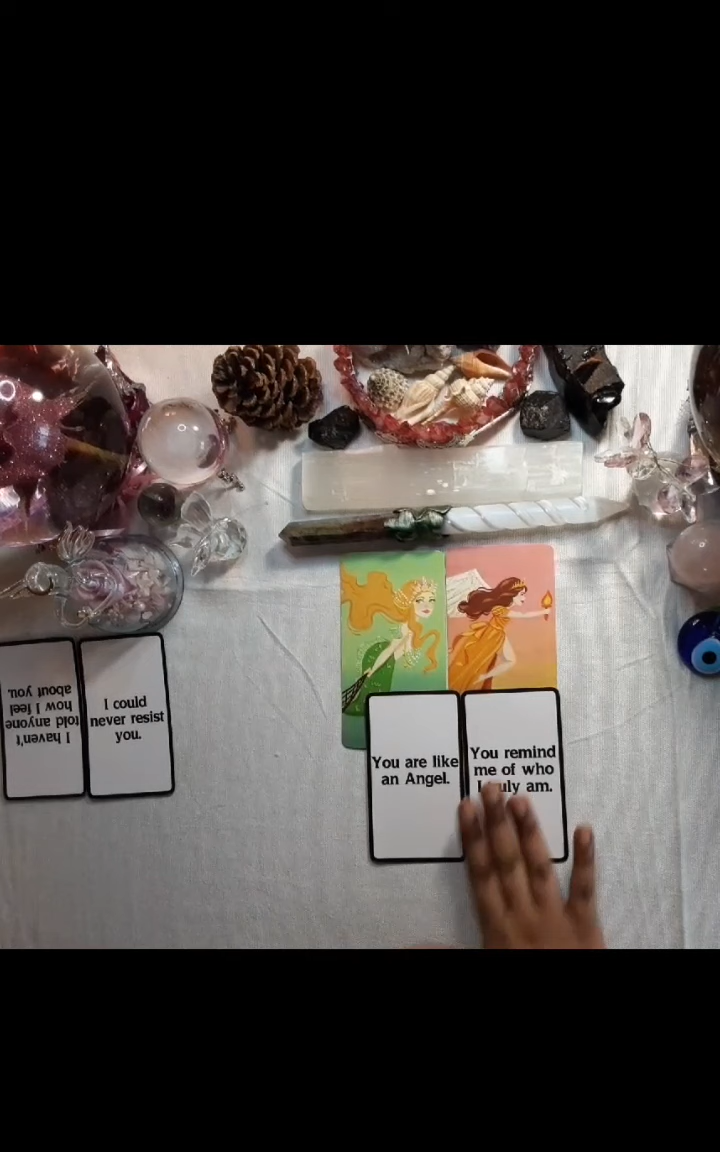 I haven't
told anyone
how I feel
about you.
I could
never resist
you.
You are like
an Angel.
You remind
me of who
I truly am.